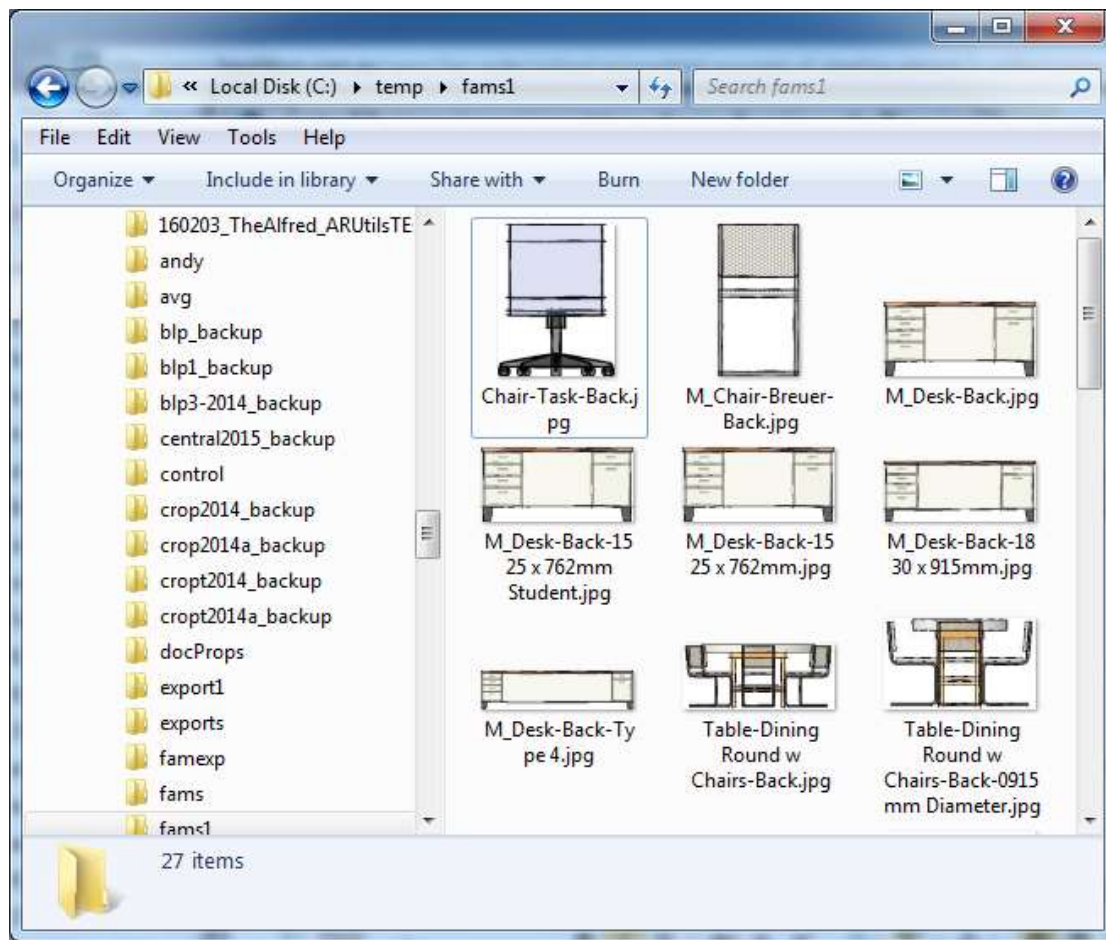 « Local Disk (C:) ▸ temp ▸ fams1
Search fams1
File Edit View Tools Help
Organize Include in library Share with Burn New folder
160203_TheAlfred_ARUtilsTE
andy
avg
blp_backup
blp1_backup
blp3-2014_backup
central2015_backup
control
crop2014_backup
crop2014a_backup
cropt2014_backup
cropt2014a_backup
docProps
export1
exports
famexp
fams
fams1
Chair-Task-Back.j
pg
M_Chair-Breuer-
Back.jpg
M_Desk-Back.jpg
M_Desk-Back-15
25 x 762mm
Student.jpg
M_Desk-Back-15
25 x 762mm.jpg
M_Desk-Back-18
30 x 915mm.jpg
M_Desk-Back-Ty
pe 4.jpg
Table-Dining
Round w
Chairs-Back.jpg
Table-Dining
Round w
Chairs-Back-0915
mm Diameter.jpg
27 items